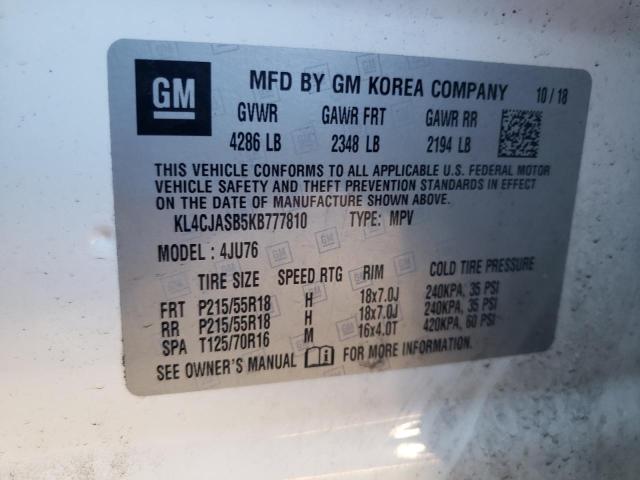 GM MFD BY GM KOREA COMPANY 10 / 18
GVWR GAWR FRT GAWR RR
4286 LB 2348 LB 2194 LB
THIS VEHICLE CONFORMS TO ALL APPLICABLE U.S. FEDERAL MOTOR
VEHICLE SAFETY AND THEFT PREVENTION STANDARDS IN EFFECT
ON THE DATE OF MANUFACTURE SHOWN ABOVE.
KL4CJASB5KB777810 TYPE: MPV
MODEL : 4JU76
TIRE SIZE SPEED RTG RIM COLD TIRE PRESSURE
FRT P215/55R18 H 18x7.0J 240KPA, 35 PSI
RR P215/55R18 H 18x7.0J 240KPA, 35 PSI
SPA T125/70R16 M 16x4.0T 420KPA, 60 PSI
SEE OWNER'S MANUAL FOR MORE INFORMATION.